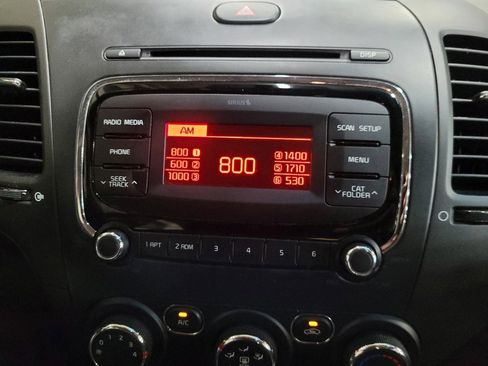 DISP
SIRIUS
RADIO MEDIA
PHONE
SEEK
TRACK
AM
800 1
600 2
1000 3
800
4 1400
5 1710
6 530
SCAN SETUP
MENU
CAT
FOLDER
1 RPT
2 RDM
3
4
5
6
A/C